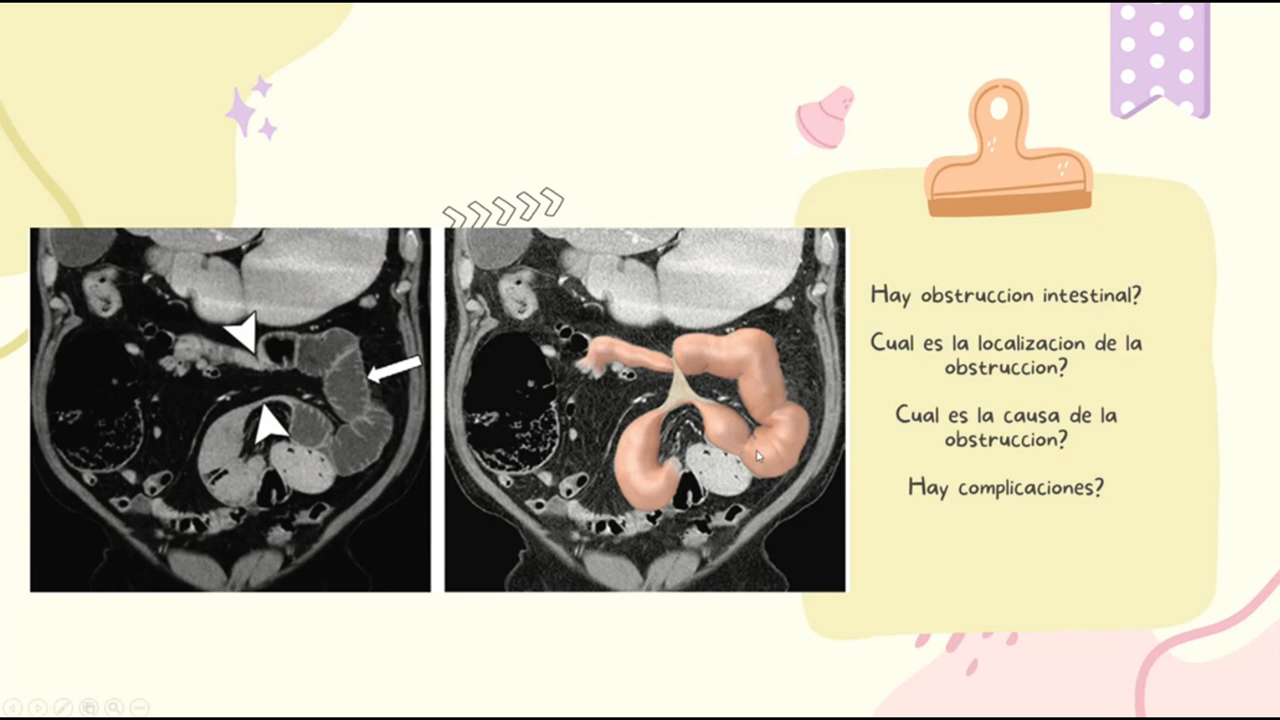 Hay obstruccion intestinal?
Cual es la localizacion de la
obstruccion?
Cual es la causa de la
obstruccion?
Hay complicaciones?